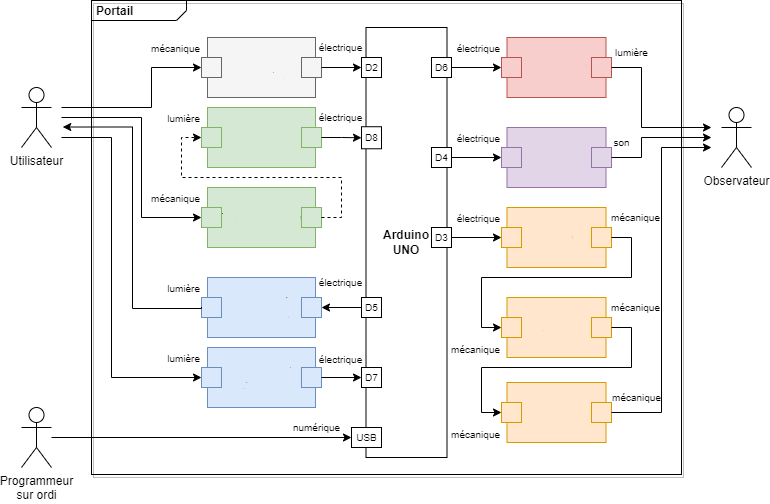 Portail
mécanique
électrique
D2
D6
électrique
lumière
lumière
électrique
D8
Utilisateur
D4
électrique
son
Observateur
mécanique
Arduino
UNO
D3
électrique
mécanique
lumière
électrique
D5
mécanique
mécanique
lumière
électrique
D7
mécanique
mécanique
numérique
USB
Programmeur
sur ordi